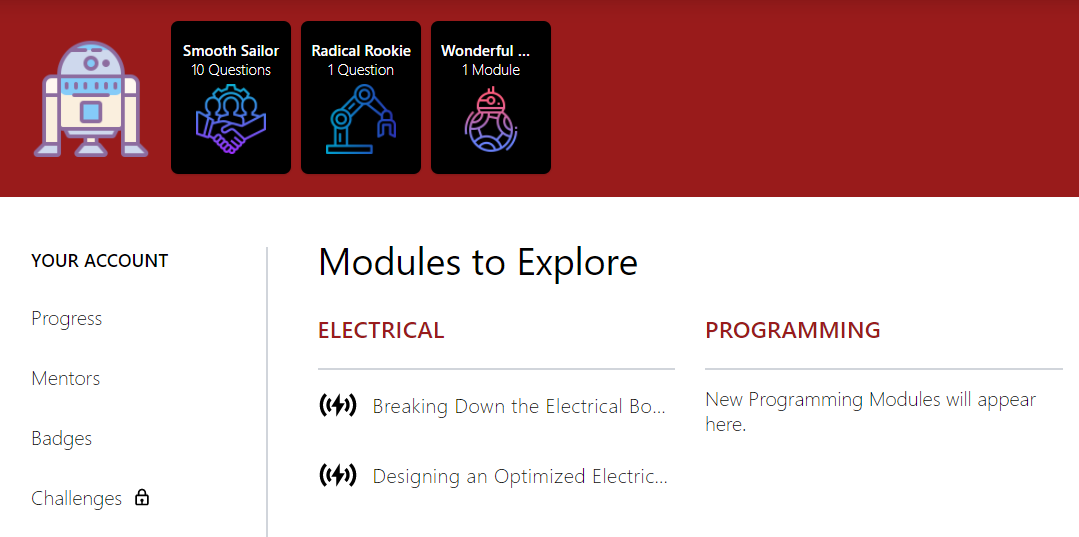 Smooth Sailor
10 Questions
Radical Rookie
1 Question
Wonderful ...
1 Module
YOUR ACCOUNT
Progress
Mentors
Badges
Challenges
Modules to Explore
ELECTRICAL
Breaking Down the Electrical Bo...
Designing an Optimized Electric...
PROGRAMMING
New Programming Modules will appear
here.